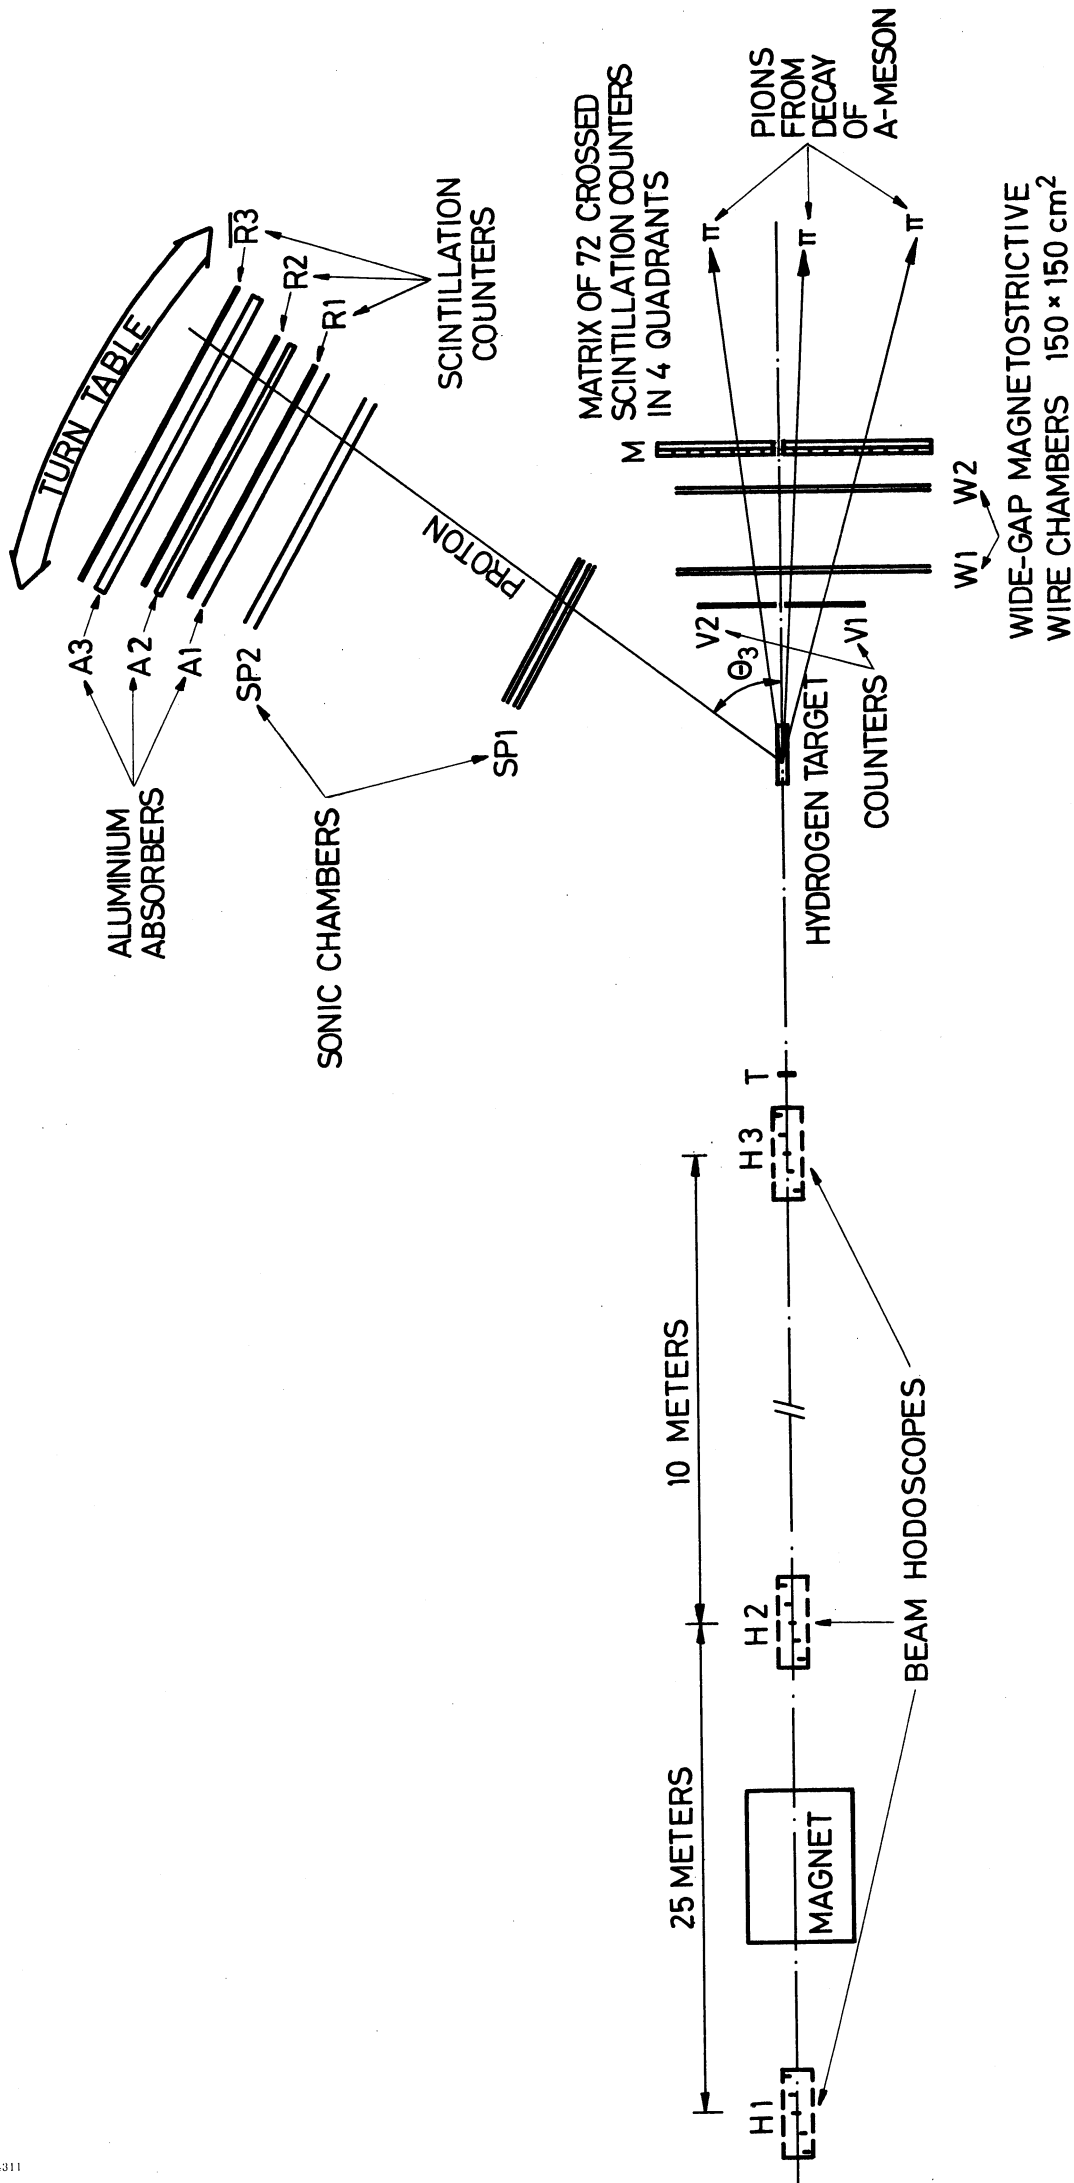 TURN TABLE
A3
A2
A1
ALUMINIUM
ABSORBERS
SP2
SP1
SONIC CHAMBERS
R3
R2
R1
SCINTILLATION
COUNTERS
PROTON
Θ3
MATRIX OF 72 CROSSED
SCINTILLATION COUNTERS
IN 4 QUADRANTS
M
π
π
π
PIONS
FROM
DECAY
OF
A-MESON
V2
V1
COUNTERS
W1
W2
WIDE-GAP MAGNETOSTRICTIVE
WIRE CHAMBERS 150 × 150 cm²
HYDROGEN TARGET
T
H3
H2
H1
10 METERS
25 METERS
MAGNET
BEAM HODOSCOPES